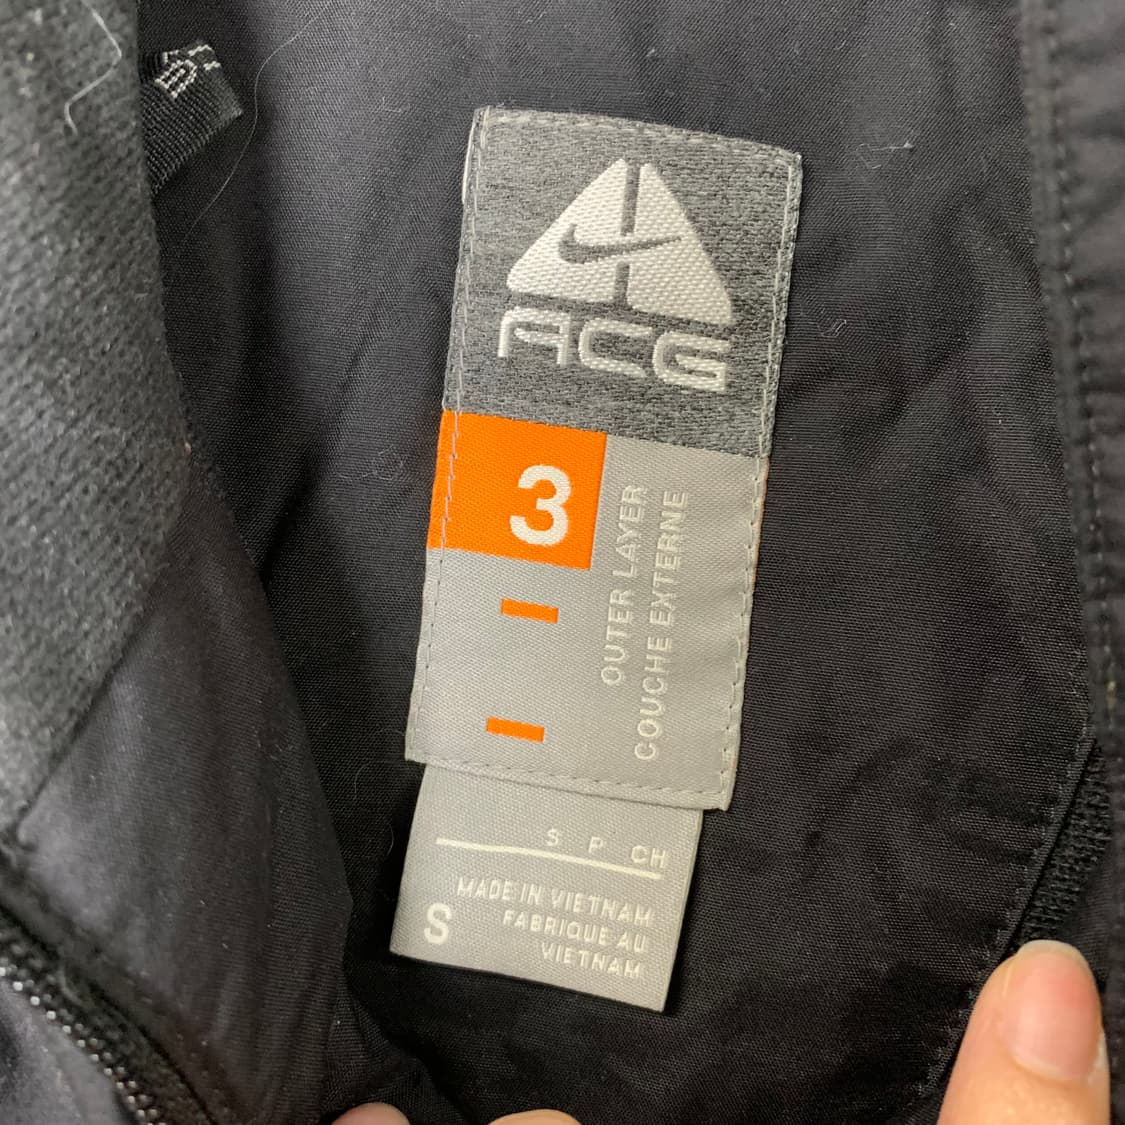 ACG
3
OUTER LAYER
COUCHE EXTERNE
S P CH
S
MADE IN VIETNAM
FABRIQUE AU
VIETNAM